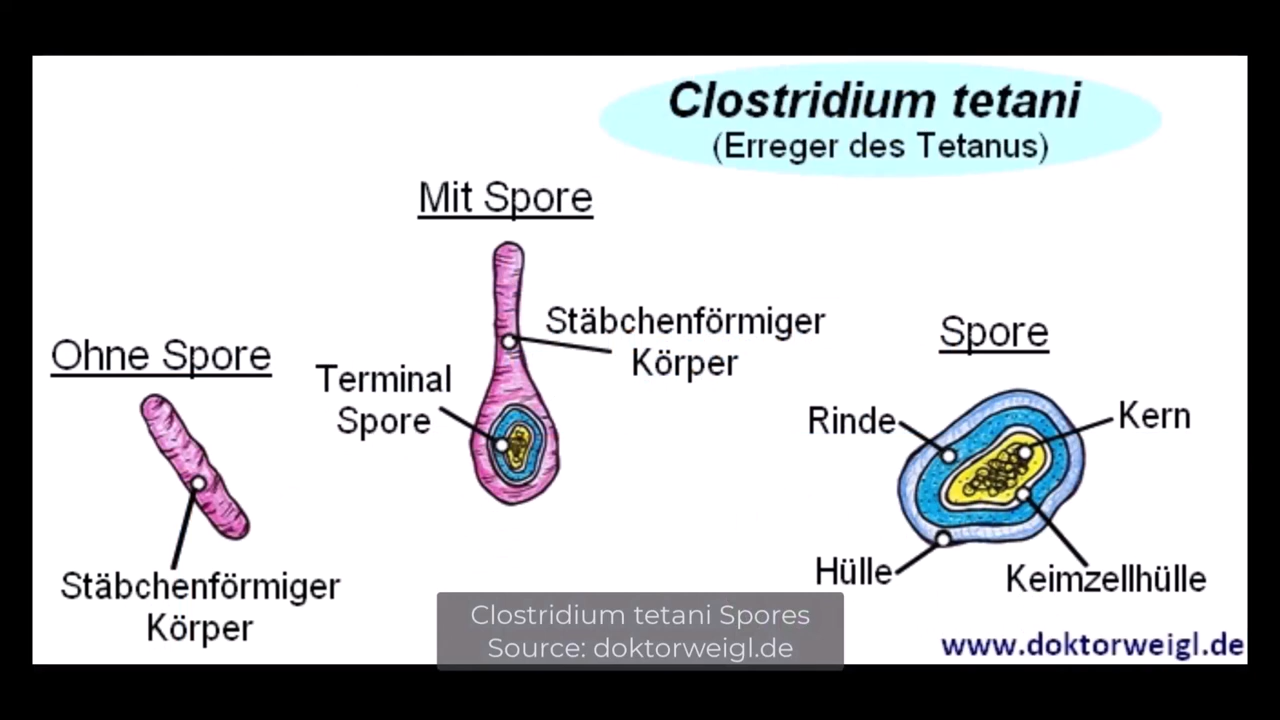 Clostridium tetani
(Erreger des Tetanus)
Mit Spore
Stäbchenförmiger
Körper
Terminal
Spore
Ohne Spore
Stäbchenförmiger
Körper
Spore
Rinde
Kern
Hülle
Keimzellhülle
Clostridium tetani Spores
Source: doktorweigl.de
www.doktorweigl.de